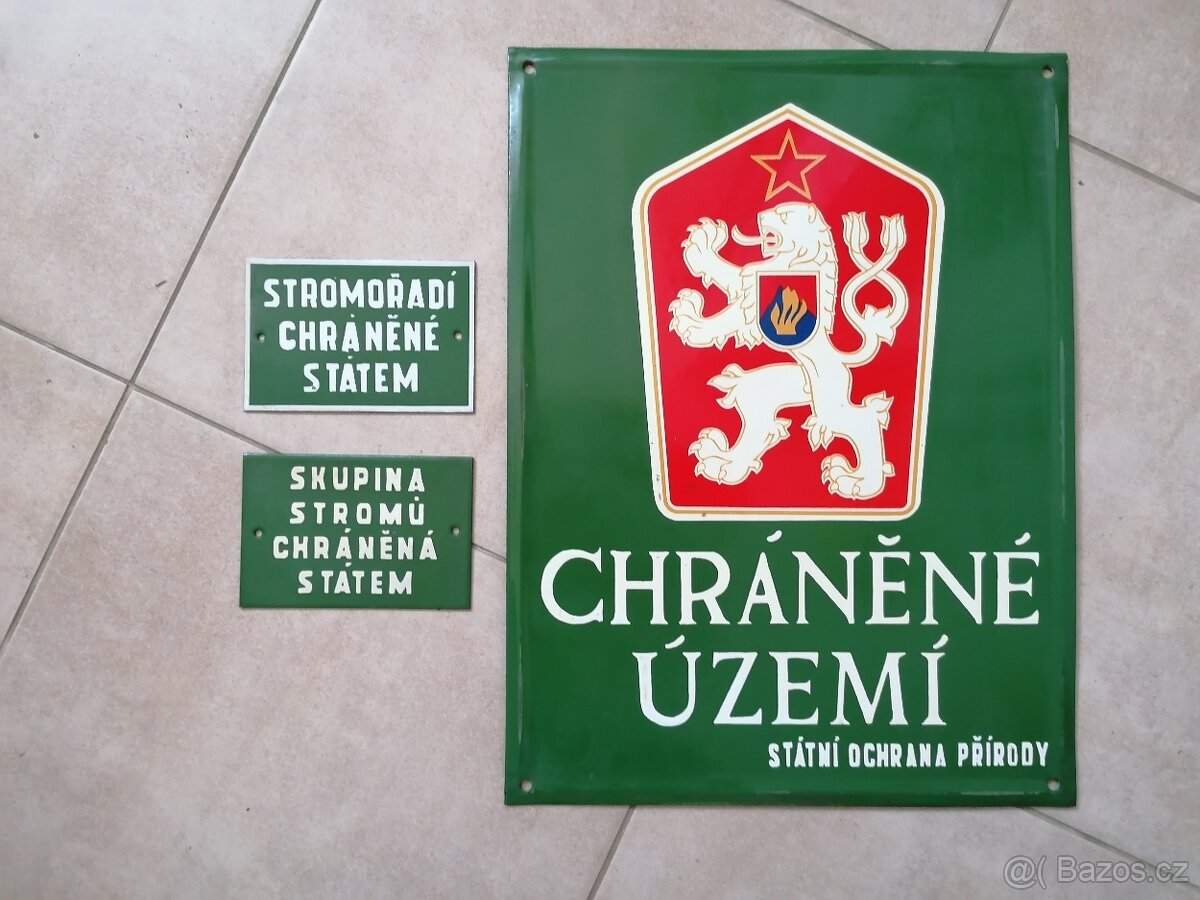 STROMOŘADÍ
CHRÁNĚNÉ
STÁTEM
SKUPINA
STROMŮ
CHRÁNĚNÁ
STÁTEM
CHRÁNĚNÉ
ÚZEMÍ
STÁTNÍ OCHRANA PŘÍRODY
@( Bazos.cz